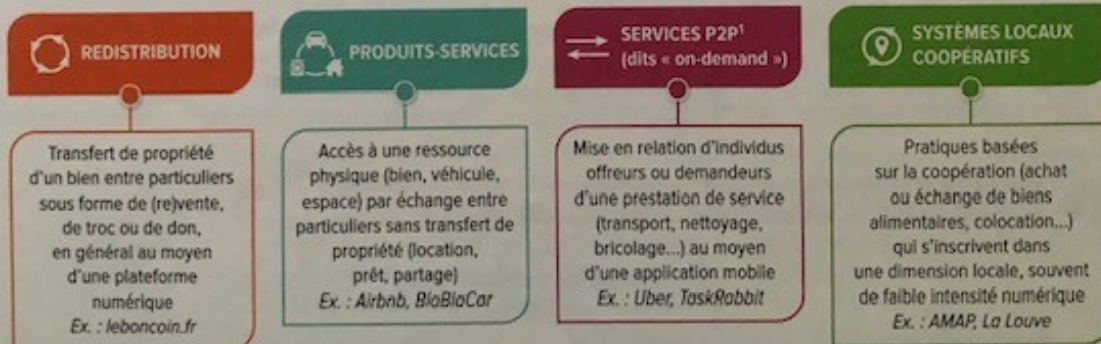 REDISTRIBUTION
Transfert de propriété
d'un bien entre particuliers
sous forme de (re)vente,
de troc ou de don,
en général au moyen
d'une plateforme
numérique
Ex. : leboncoin.fr
PRODUITS-SERVICES
Accès à une ressource
physique (bien, véhicule,
espace) par échange entre
particuliers sans transfert de
propriété (location,
prêt, partage)
Ex. : Airbnb, BlaBlaCar
SERVICES P2P¹
(dits « on-demand »)
Mise en relation d'individus
offreurs ou demandeurs
d'une prestation de service
(transport, nettoyage,
bricolage...) au moyen
d'une application mobile
Ex. : Uber, TaskRabbit
SYSTÈMES LOCAUX
COOPÉRATIFS
Pratiques basées
sur la coopération (achat
ou échange de biens
alimentaires, colocation...)
qui s'inscrivent dans
une dimension locale, souvent
de faible intensité numérique
Ex. : AMAP, La Louve